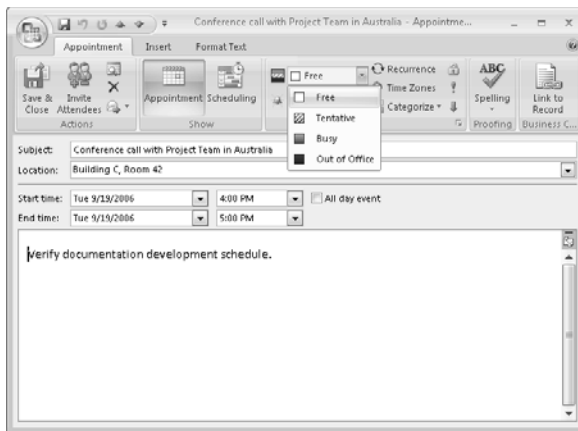 Conference call with Project Team in Australia - Appointme...
Appointment Insert Format Text
Save & Close
Invite Attendees
Actions
Appointment Scheduling
Show
Free
Free
Tentative
Busy
Out of Office
Recurrence
Time Zones
Categorize
ABC
Spelling
Proofing
Link to Record
Business C...
Subject: Conference call with Project Team in Australia
Location: Building C, Room 42
Start time: Tue 9/19/2006 4:00 PM All day event
End time: Tue 9/19/2006 5:00 PM
Verify documentation development schedule.